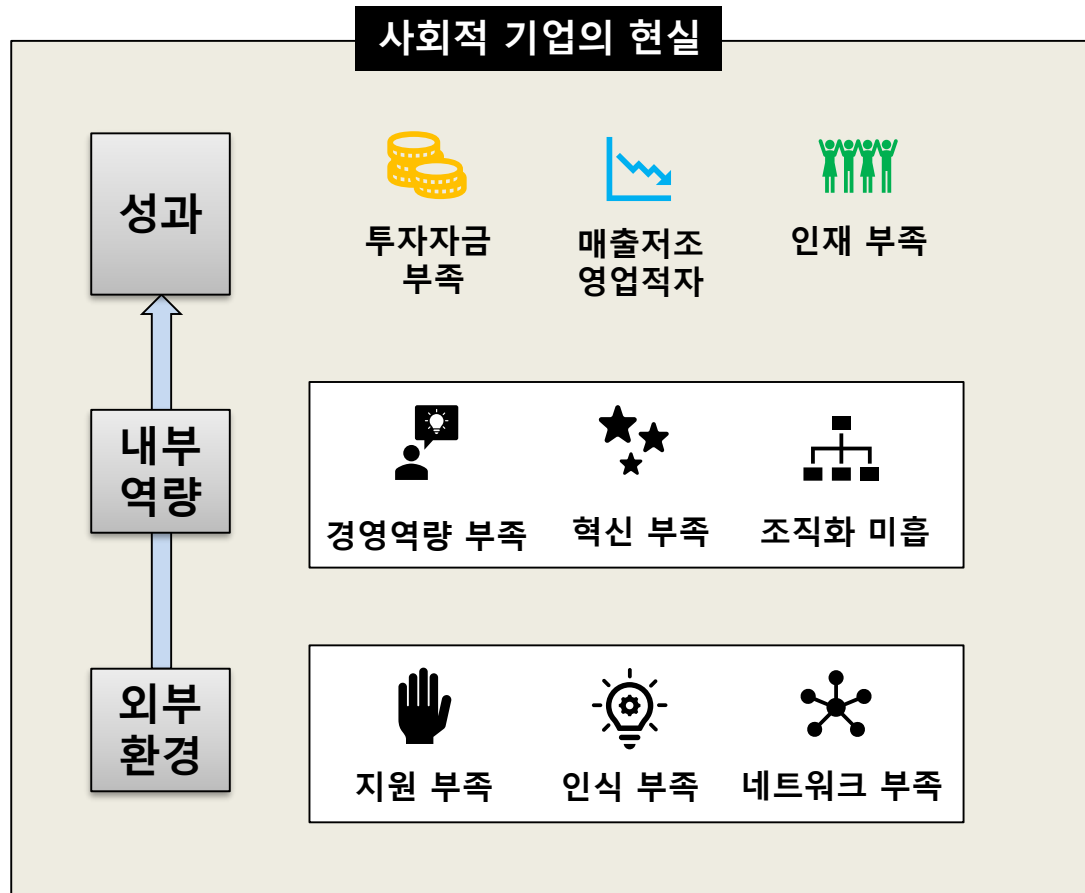 사회적 기업의 현실
성과
투자자금
부족
매출저조
영업적자
인재 부족
내부
역량
경영역량 부족
혁신 부족
조직화 미흡
외부
환경
지원 부족
인식 부족
네트워크 부족